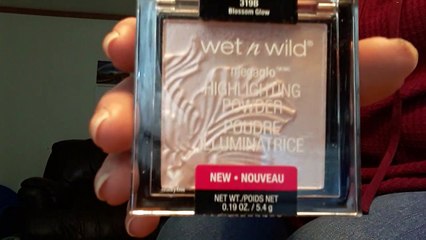 319B
Blossom Glow
wet n wild®
megaglo™
HIGHLIGHTING
POWDER
POUDRE
ILLUMINATRICE
NEW • NOUVEAU
NET WT./POIDS NET
0.19 OZ. / 5.4 g